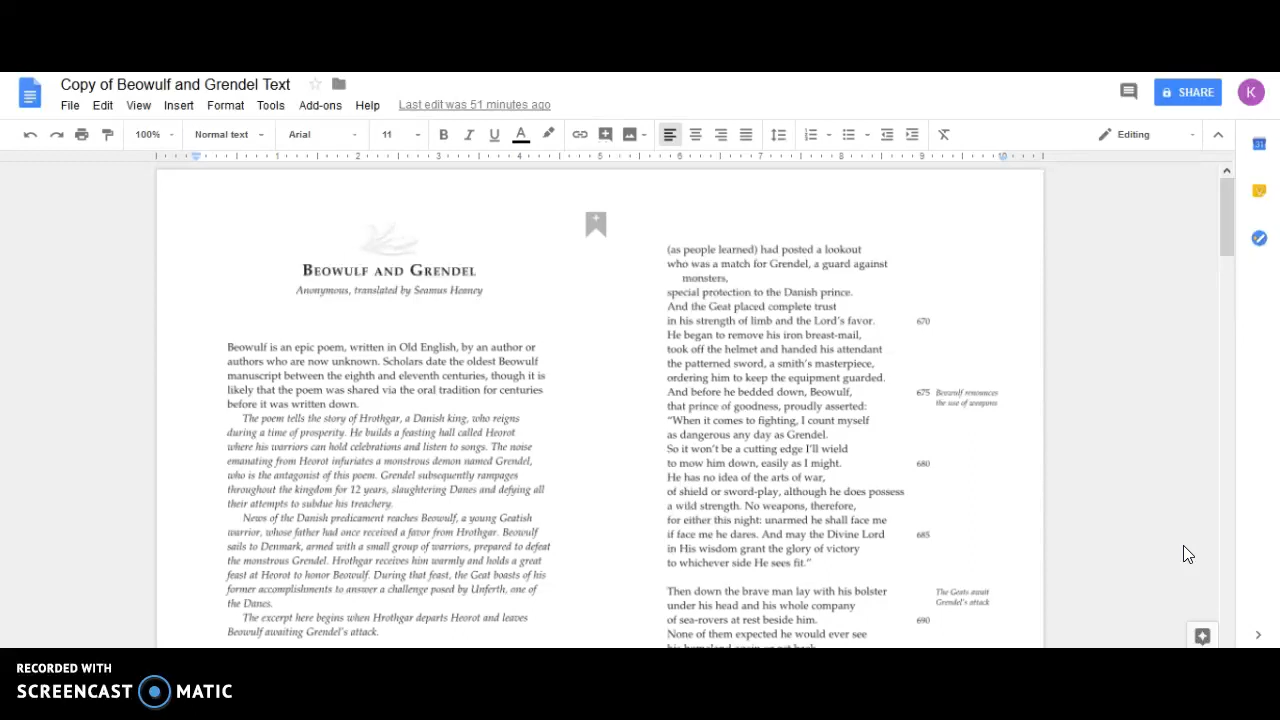 Copy of Beowulf and Grendel Text
SHARE
K
File Edit View Insert Format Tools Add-ons Help Last edit was 51 minutes ago
100% Normal text Arial 11 B I U A Editing
1 2 3 4 5 6 7 8 9 10
31
BEOWULF AND GRENDEL
Anonymous, translated by Seamus Heaney
Beowulf is an epic poem, written in Old English, by an author or
authors who are now unknown. Scholars date the oldest Beowulf
manuscript between the eighth and eleventh centuries, though it is
likely that the poem was shared via the oral tradition for centuries
before it was written down.
The poem tells the story of Hrothgar, a Danish king, who reigns
during a time of prosperity. He builds a feasting hall called Heorot
where his warriors can hold celebrations and listen to songs. The noise
emanating from Heorot infuriates a monstrous demon named Grendel,
who is the antagonist of this poem. Grendel subsequently rampages
throughout the kingdom for 12 years, slaughtering Danes and defying all
their attempts to subdue his treachery.
News of the Danish predicament reaches Beowulf, a young Geatish
warrior, whose father had once received a favor from Hrothgar. Beowulf
sails to Denmark, armed with a small group of warriors, prepared to defeat
the monstrous Grendel. Hrothgar receives him warmly and holds a great
feast at Heorot to honor Beowulf. During that feast, the Geat boasts of his
former accomplishments to answer a challenge posed by Unferth, one of
the Danes.
The excerpt here begins when Hrothgar departs Heorot and leaves
Beowulf awaiting Grendel's attack.
(as people learned) had posted a lookout
who was a match for Grendel, a guard against
monsters,
special protection to the Danish prince.
And the Geat placed complete trust
in his strength of limb and the Lord's favor. 670
He began to remove his iron breast-mail,
took off the helmet and handed his attendant
the patterned sword, a smith's masterpiece,
ordering him to keep the equipment guarded.
And before he bedded down, Beowulf, 675 Beowulf renounces
the use of weapons
that prince of goodness, proudly asserted:
"When it comes to fighting, I count myself
as dangerous any day as Grendel.
So it won't be a cutting edge I'll wield
to mow him down, easily as I might. 680
He has no idea of the arts of war,
of shield or sword-play, although he does possess
a wild strength. No weapons, therefore,
for either this night: unarmed he shall face me
if face me he dares. And may the Divine Lord 685
in His wisdom grant the glory of victory
to whichever side He sees fit."
Then down the brave man lay with his bolster The Geats await
Grendel's attack
under his head and his whole company
of sea-rovers at rest beside him. 690
None of them expected he would ever see
RECORDED WITH
SCREENCAST MATIC